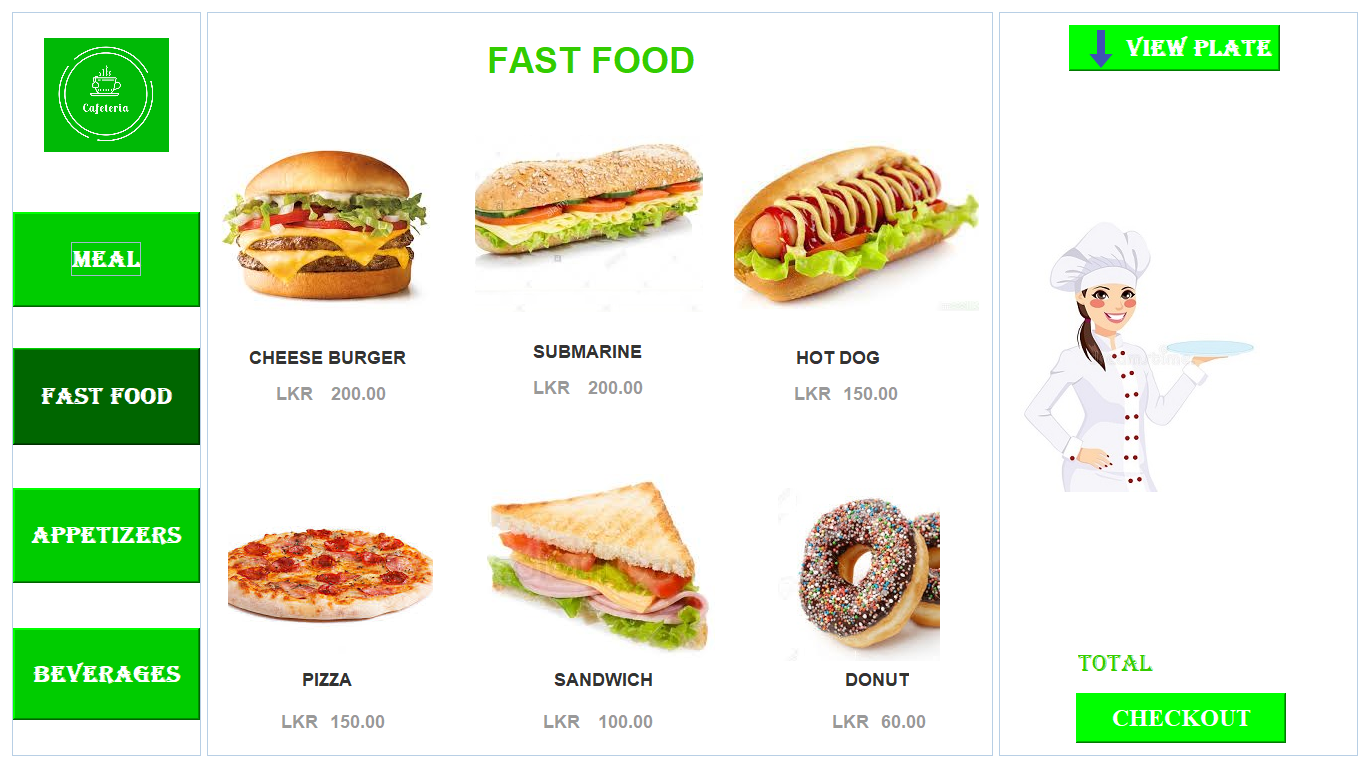 Cafeteria
MEAL
FAST FOOD
APPETIZERS
BEVERAGES
FAST FOOD
CHEESE BURGER
LKR 200.00
SUBMARINE
LKR 200.00
HOT DOG
LKR 150.00
PIZZA
LKR 150.00
SANDWICH
LKR 100.00
DONUT
LKR 60.00
VIEW PLATE
TOTAL
CHECKOUT